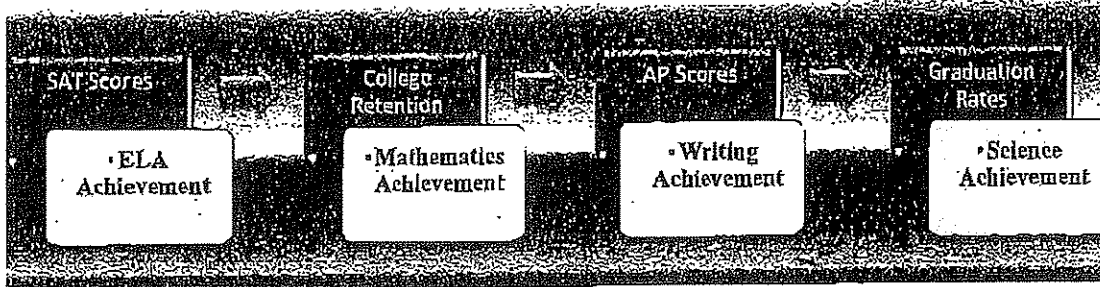 SAT Scores
College
Retention
AP Scores
Graduation
Rates
• ELA
Achievement
• Mathematics
Achievement
• Writing
Achievement
• Science
Achievement